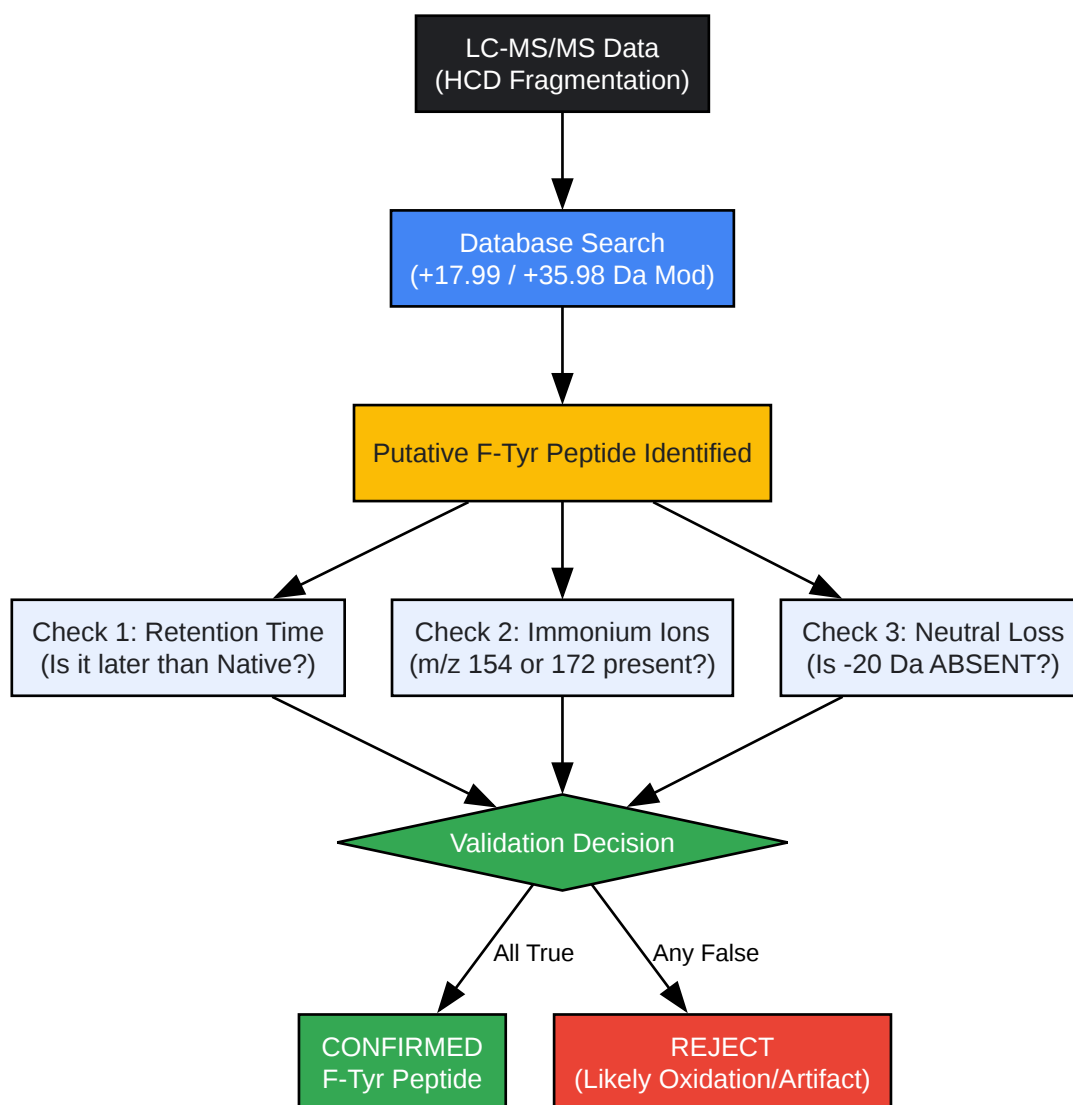 LC-MS/MS Data
(HCD Fragmentation)
Database Search
(+17.99 / +35.98 Da Mod)
Putative F-Tyr Peptide Identified
Check 1: Retention Time
(Is it later than Native?)
Check 2: Immonium Ions
(m/z 154 or 172 present?)
Check 3: Neutral Loss
(Is -20 Da ABSENT?)
Validation Decision
All True
Any False
CONFIRMED
F-Tyr Peptide
REJECT
(Likely Oxidation/Artifact)